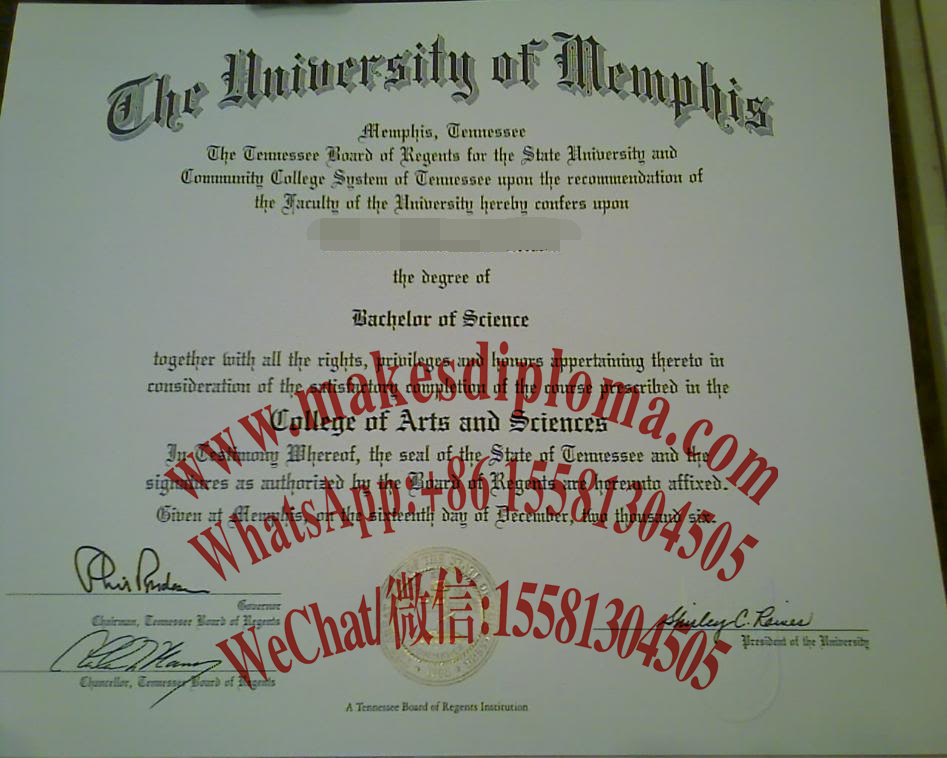 The University of Memphis
Memphis, Tennessee
The Tennessee Board of Regents for the State University and
Community College System of Tennessee upon the recommendation of
the Faculty of the University hereby confers upon
the degree of
Bachelor of Science
together with all the rights, privileges and honors appertaining thereto in
consideration of the satisfactory completion of the course prescribed in the
College of Arts and Sciences
In Testimony Whereof, the seal of the State of Tennessee and the
signatures as authorized by the Board of Regents are hereunto affixed.
Given at Memphis, on the sixteenth day of December, two thousand six.
www.makesdiploma.com
WhatsApp:+86 15581304505
WeChat/微信:15581304505
Governor
Chairman, Tennessee Board of Regents
Chancellor, Tennessee Board of Regents
Shirley C. Raines
President of the University
A Tennessee Board of Regents Institution